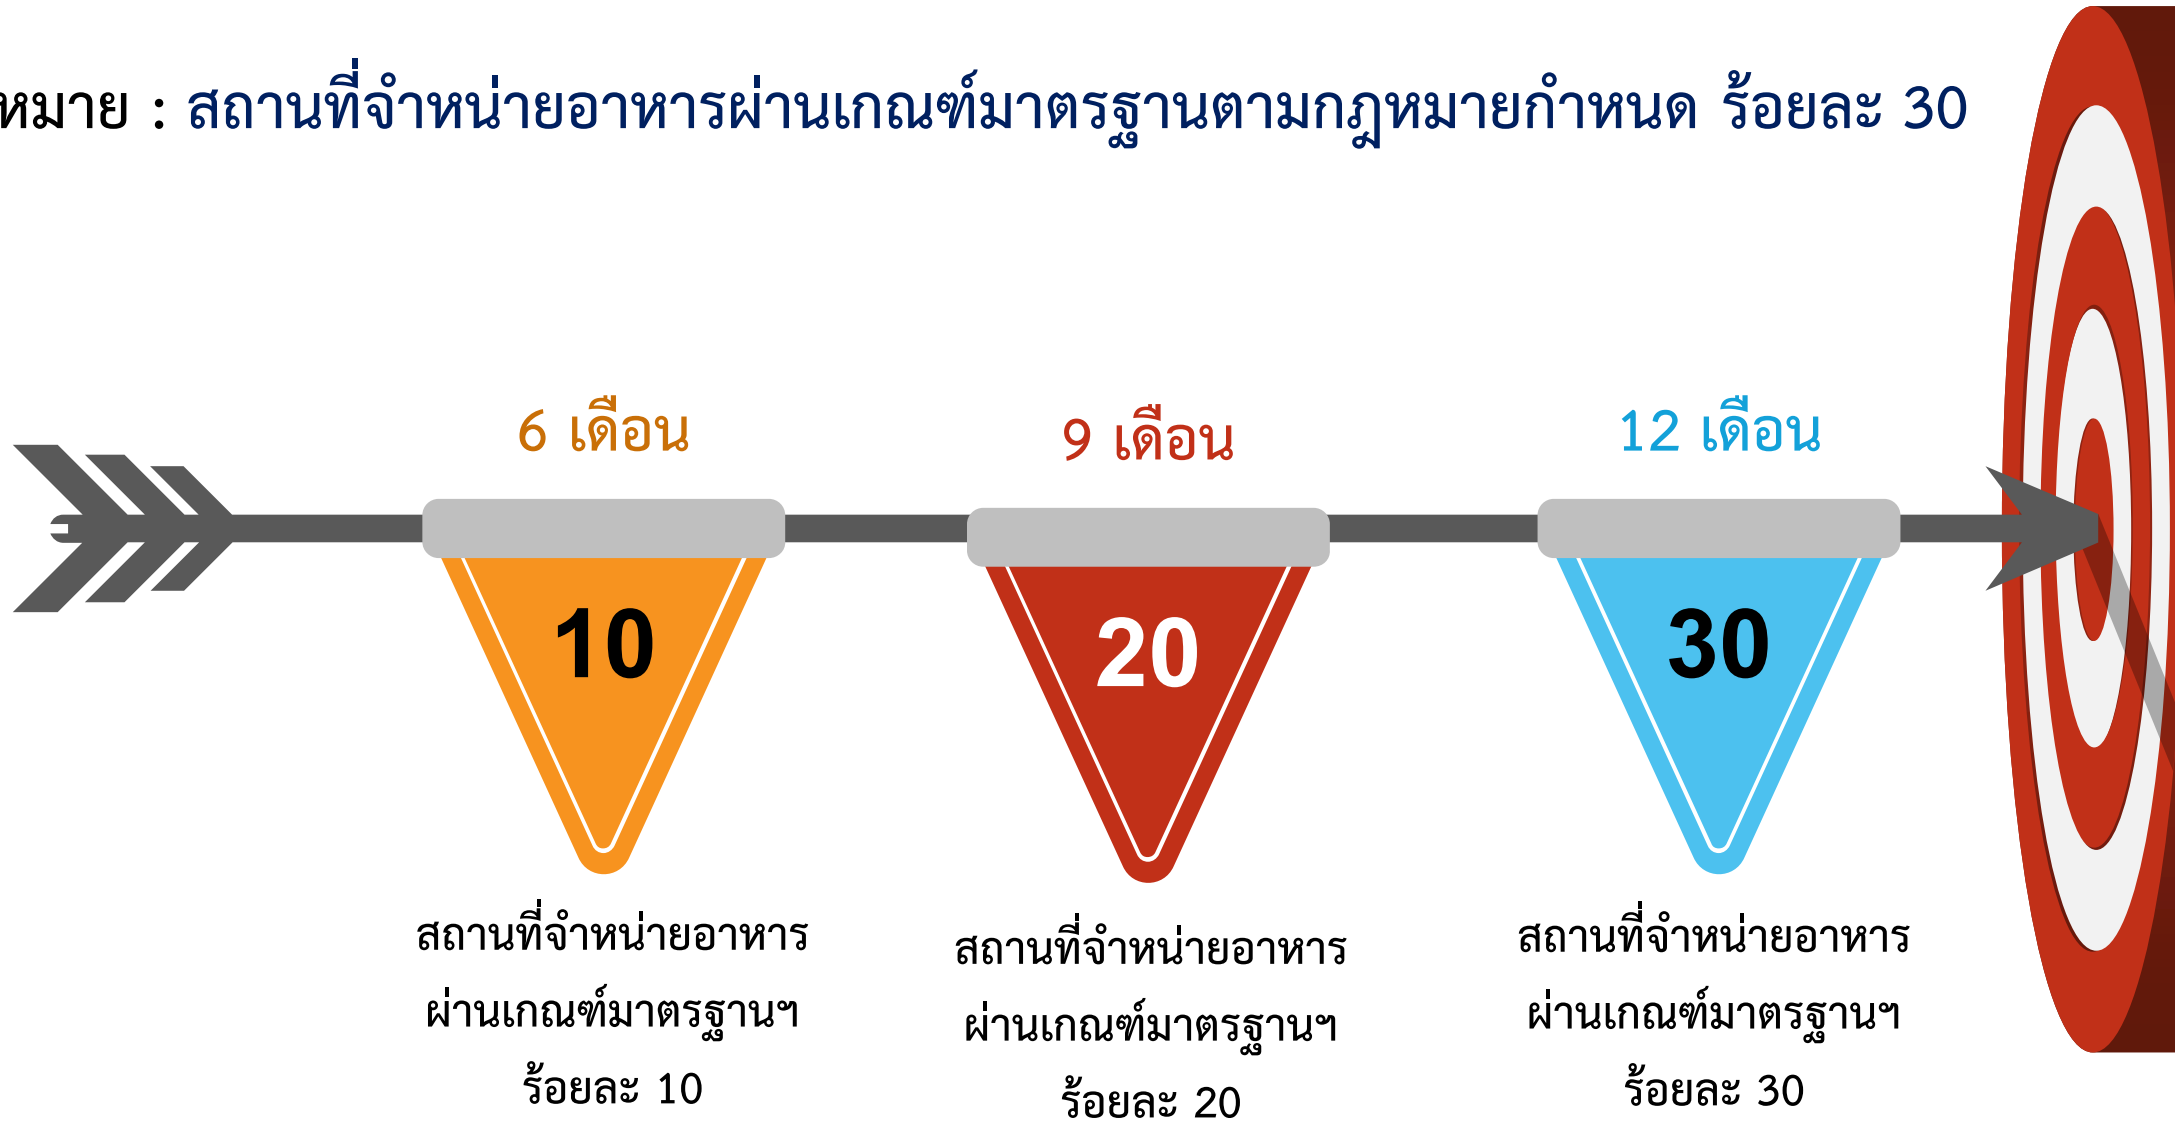 หมาย : สถานที่จำหน่ายอาหารผ่านเกณฑ์มาตรฐานตามกฎหมายกำหนด ร้อยละ 30
6 เดือน
9 เดือน
12 เดือน
10
20
30
สถานที่จำหน่ายอาหาร
ผ่านเกณฑ์มาตรฐานฯ
ร้อยละ 10
สถานที่จำหน่ายอาหาร
ผ่านเกณฑ์มาตรฐานฯ
ร้อยละ 20
สถานที่จำหน่ายอาหาร
ผ่านเกณฑ์มาตรฐานฯ
ร้อยละ 30